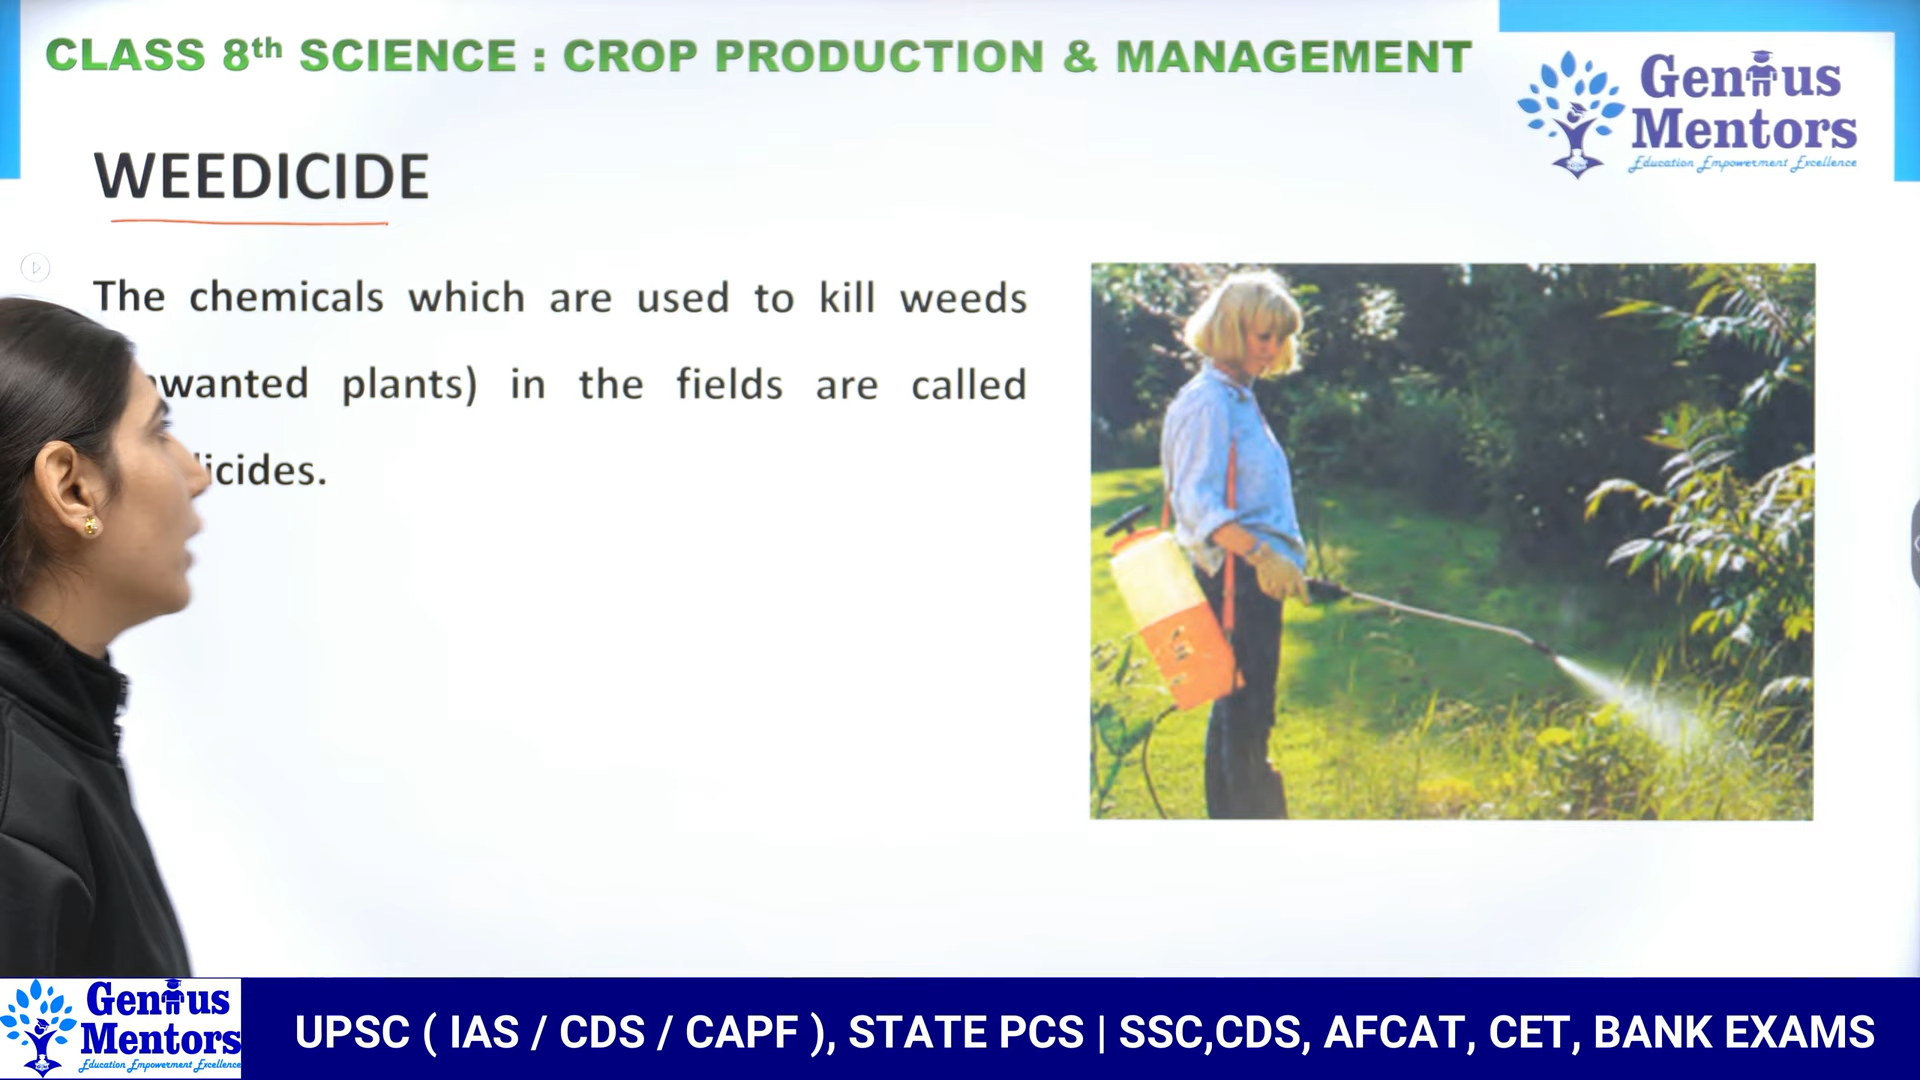 CLASS 8th SCIENCE : CROP PRODUCTION & MANAGEMENT
Genius
Mentors
Education Empowerment Excellence
WEEDICIDE
The chemicals which are used to kill weeds
plants) in the fields are called
Genius
Mentors
Education Empowerment Excellence
UPSC ( IAS / CDS / CAPF ), STATE PCS | SSC,CDS, AFCAT, CET, BANK EXAMS